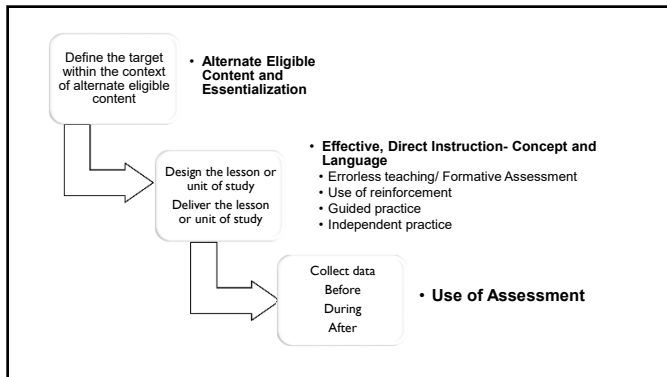 Define the target
within the context
of alternate eligible
content
• Alternate Eligible
Content and
Essentialization
Design the lesson or
unit of study
Deliver the lesson
or unit of study
• Effective, Direct Instruction- Concept and
Language
• Errorless teaching/ Formative Assessment
• Use of reinforcement
• Guided practice
• Independent practice
Collect data
Before
During
After
• Use of Assessment